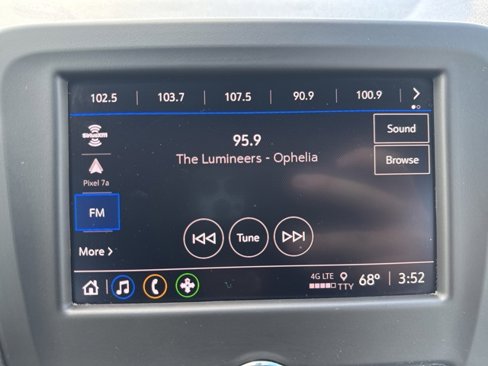 102.5 103.7 107.5 90.9 100.9
SiriusXM
95.9
The Lumineers - Ophelia
Sound
Browse
Pixel 7a
FM
More
Tune
4G LTE
TTY
68°
3:52